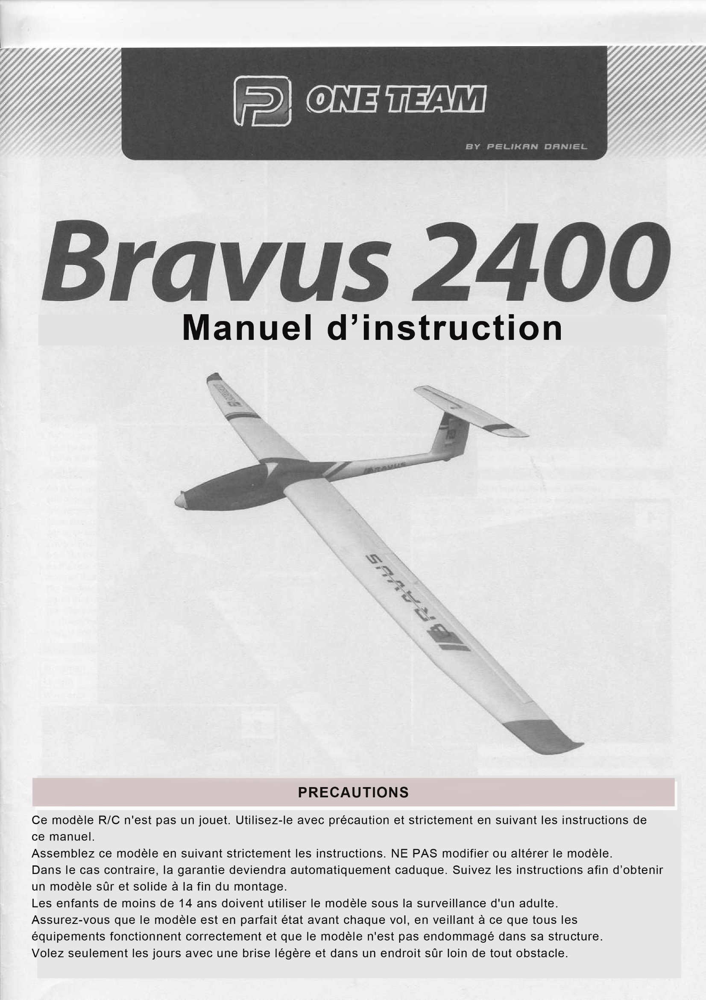 P ONE TEAM
BY PELIKAN DANIEL
Bravus 2400
Manuel d’instruction
BRAVUS
BRAVUS
PRECAUTIONS
Ce modèle R/C n'est pas un jouet. Utilisez-le avec précaution et strictement en suivant les instructions de
ce manuel.
Assemblez ce modèle en suivant strictement les instructions. NE PAS modifier ou altérer le modèle.
Dans le cas contraire, la garantie deviendra automatiquement caduque. Suivez les instructions afin d’obtenir
un modèle sûr et solide à la fin du montage.
Les enfants de moins de 14 ans doivent utiliser le modèle sous la surveillance d'un adulte.
Assurez-vous que le modèle est en parfait état avant chaque vol, en veillant à ce que tous les
équipements fonctionnent correctement et que le modèle n'est pas endommagé dans sa structure.
Volez seulement les jours avec une brise légère et dans un endroit sûr loin de tout obstacle.